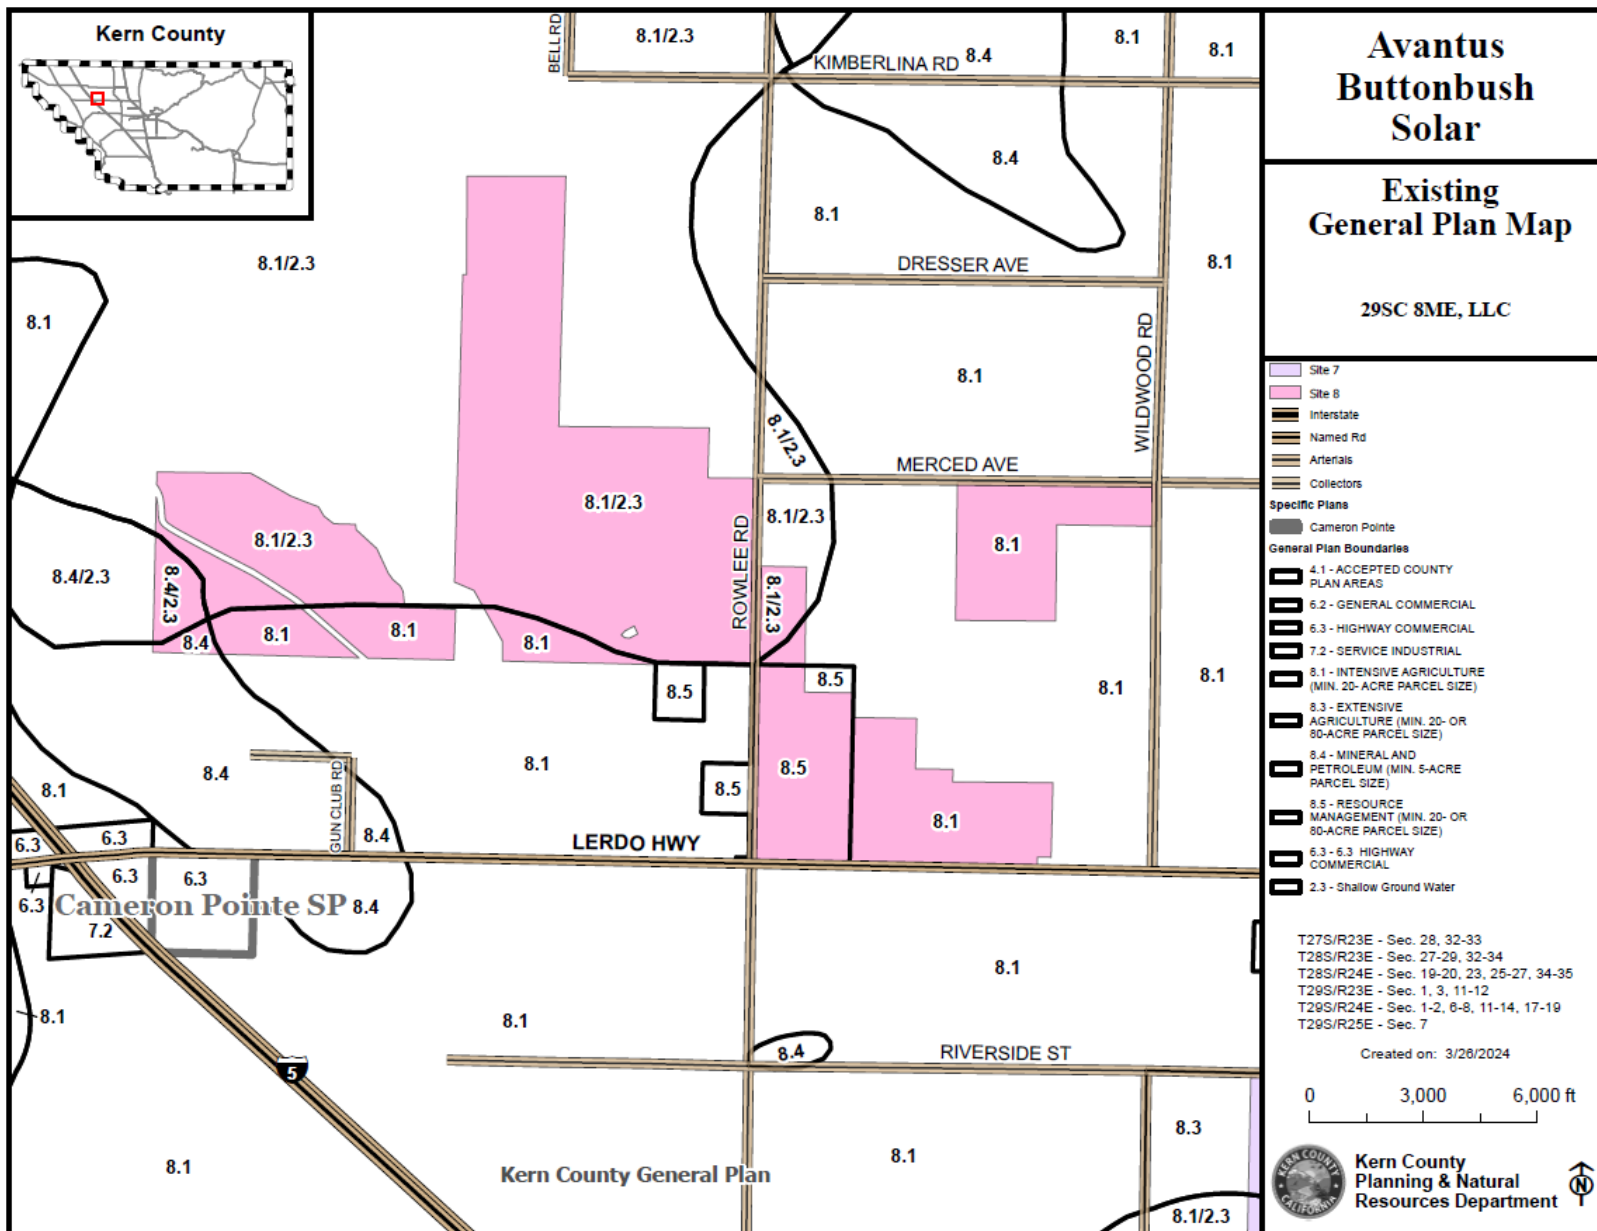 Kern County
BELL RD
8.1/2.3
KIMBERLINA RD
8.4
8.1
8.1
8.4
8.1
8.1/2.3
DRESSER AVE
8.1
8.1
8.1
WILDWOOD RD
8.1/2.3
MERCED AVE
8.1/2.3
8.1/2.3
ROWLEE RD
8.1/2.3
8.1
8.4/2.3
8.4/2.3
8.1/2.3
8.4
8.1
8.1
8.1
8.5
8.5
8.1
8.1
8.4
8.1
8.5
8.5
8.1
GUN CLUB RD
8.1
6.3
6.3
8.4
LERDO HWY
6.3
6.3
6.3
Cameron Pointe SP
8.4
7.2
8.1
8.1
8.1
8.4
RIVERSIDE ST
5
8.3
8.1
8.1
Kern County General Plan
8.1/2.3
Avantus
Buttonbush
Solar
Existing
General Plan Map
29SC 8ME, LLC
Site 7
Site 8
Interstate
Named Rd
Arterials
Collectors
Specific Plans
Cameron Pointe
General Plan Boundaries
4.1 - ACCEPTED COUNTY
PLAN AREAS
6.2 - GENERAL COMMERCIAL
6.3 - HIGHWAY COMMERCIAL
7.2 - SERVICE INDUSTRIAL
8.1 - INTENSIVE AGRICULTURE
(MIN. 20- ACRE PARCEL SIZE)
8.3 - EXTENSIVE
AGRICULTURE (MIN. 20- OR
80-ACRE PARCEL SIZE)
8.4 - MINERAL AND
PETROLEUM (MIN. 5-ACRE
PARCEL SIZE)
8.5 - RESOURCE
MANAGEMENT (MIN. 20- OR
80-ACRE PARCEL SIZE)
6.3 - 6.3 HIGHWAY
COMMERCIAL
2.3 - Shallow Ground Water
T27S/R23E - Sec. 28, 32-33
T28S/R23E - Sec. 27-29, 32-34
T28S/R24E - Sec. 19-20, 23, 25-27, 34-35
T29S/R23E - Sec. 1, 3, 11-12
T29S/R24E - Sec. 1-2, 6-8, 11-14, 17-19
T29S/R25E - Sec. 7
Created on: 3/26/2024
0 3,000 6,000 ft
KERN COUNTY
CALIFORNIA
Kern County
Planning & Natural
Resources Department
N